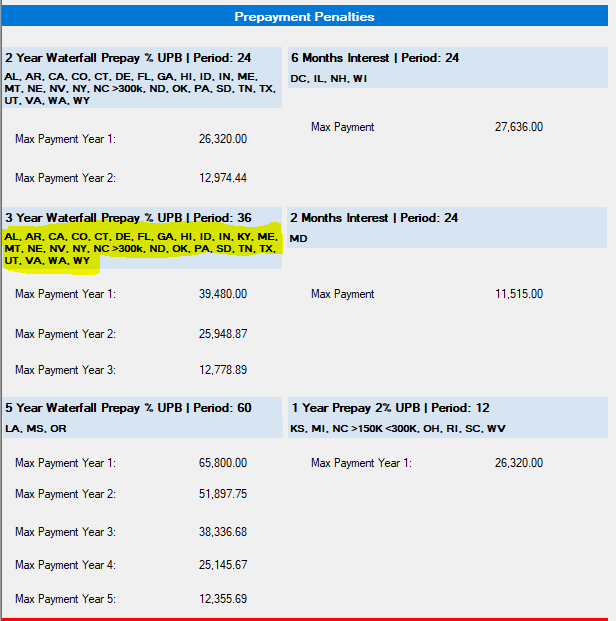 Prepayment Penalties
2 Year Waterfall Prepay % UPB | Period: 24
AL, AR, CA, CO, CT, DE, FL, GA, HI, ID, IN, ME,
MT, NE, NV, NY, NC >300k, ND, OK, PA, SD, TN, TX,
UT, VA, WA, WY
Max Payment Year 1: 26,320.00
Max Payment Year 2: 12,974.44
6 Months Interest | Period: 24
DC, IL, NH, WI
Max Payment 27,636.00
3 Year Waterfall Prepay % UPB | Period: 36
AL, AR, CA, CO, CT, DE, FL, GA, HI, ID, IN, KY, ME,
MT, NE, NV, NY, NC >300k, ND, OK, PA, SD, TN, TX,
UT, VA, WA, WY
Max Payment Year 1: 39,480.00
Max Payment Year 2: 25,948.87
Max Payment Year 3: 12,778.89
2 Months Interest | Period: 24
MD
Max Payment 11,515.00
5 Year Waterfall Prepay % UPB | Period: 60
LA, MS, OR
Max Payment Year 1: 65,800.00
Max Payment Year 2: 51,897.75
Max Payment Year 3: 38,336.68
Max Payment Year 4: 25,145.67
Max Payment Year 5: 12,355.69
1 Year Prepay 2% UPB | Period: 12
KS, MI, NC >150K <300K, OH, RI, SC, WV
Max Payment Year 1: 26,320.00